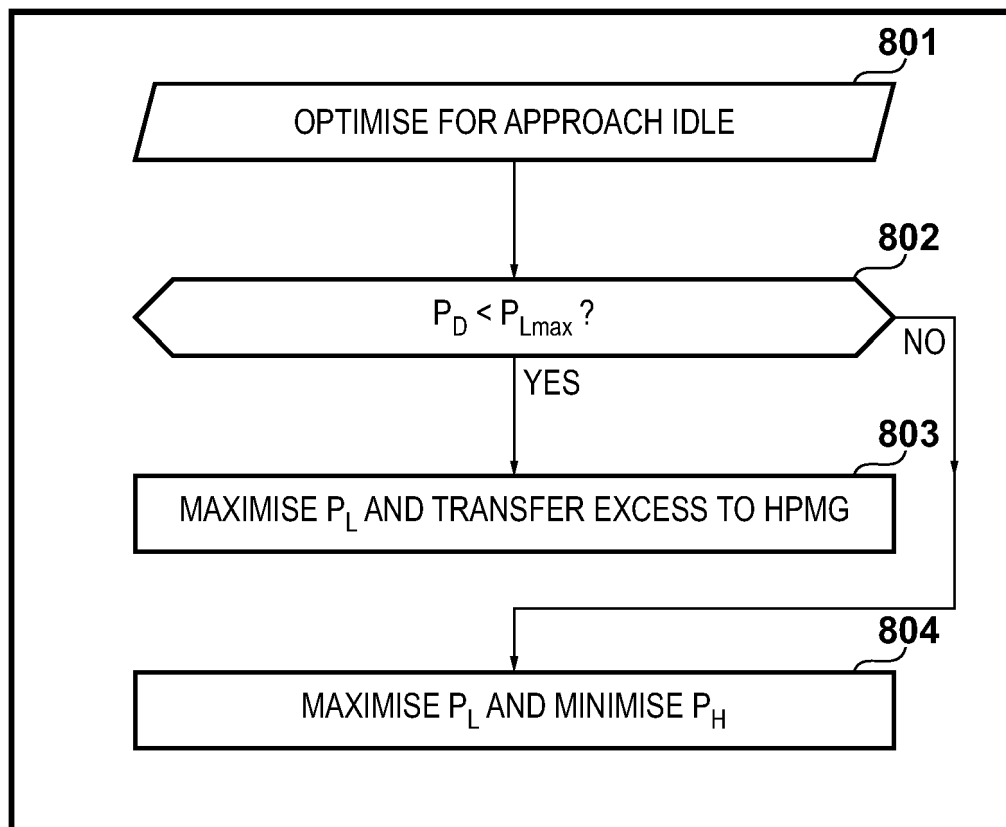 801
OPTIMISE FOR APPROACH IDLE
802
P_D < P_Lmax ?
NO
YES
803
MAXIMISE P_L AND TRANSFER EXCESS TO HPMG
804
MAXIMISE P_L AND MINIMISE P_H